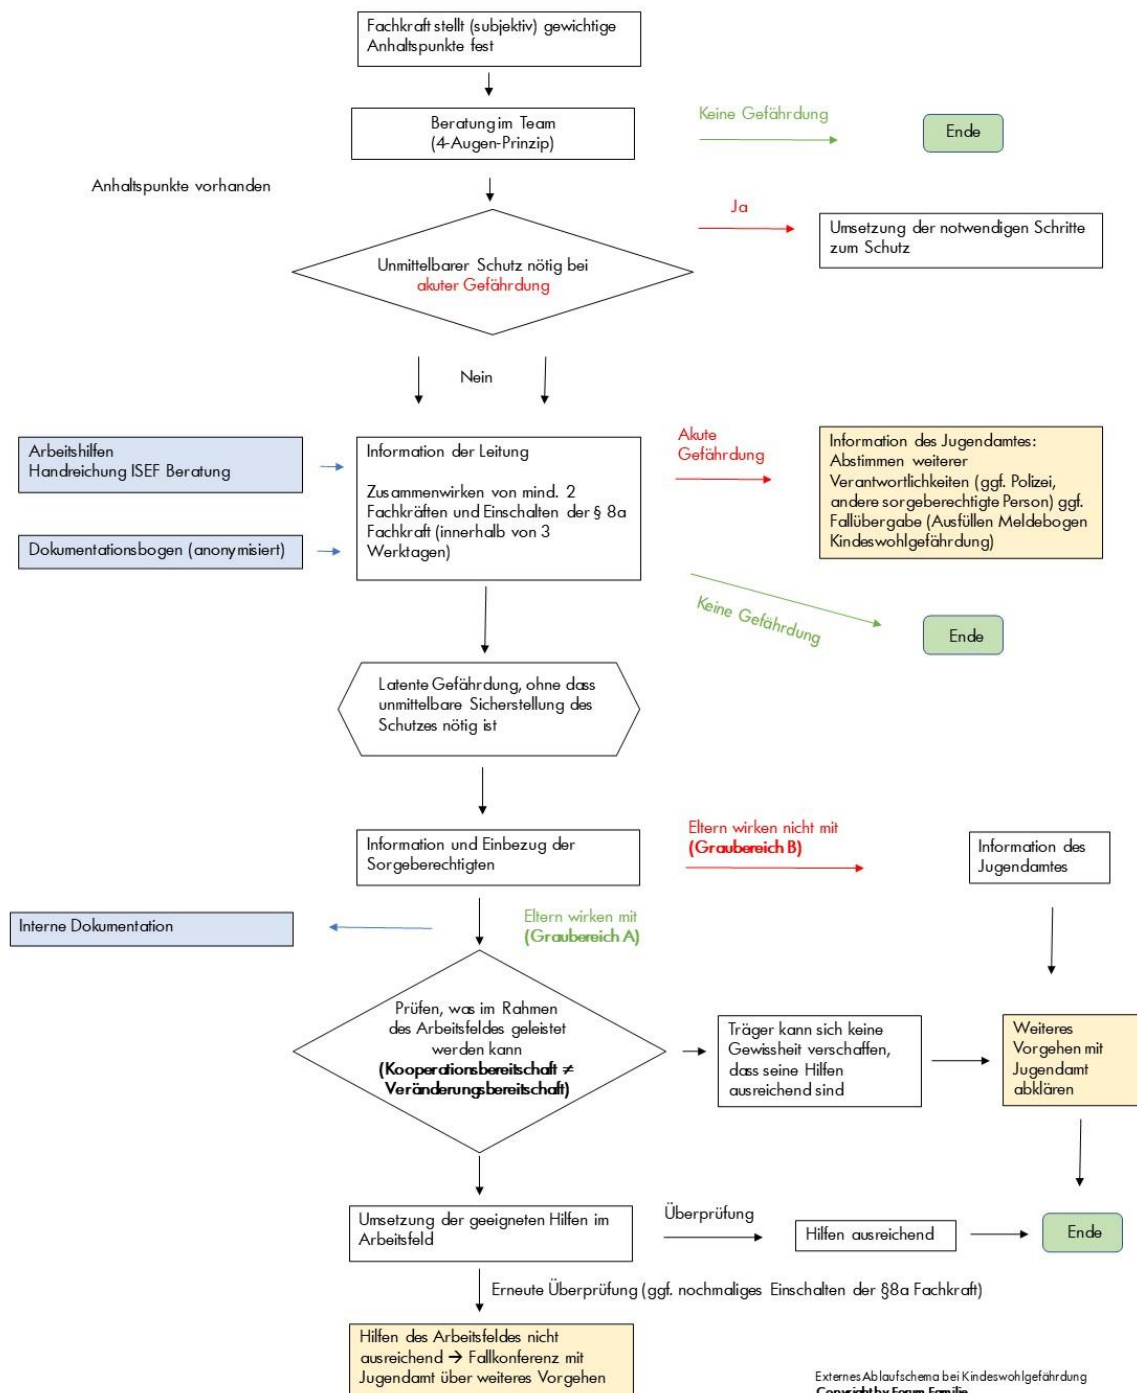 Fachkraft stellt (subjektiv) gewichtige
Anhaltspunkte fest
Beratung im Team
(4-Augen-Prinzip)
Keine Gefährdung
Ende
Anhaltspunkte vorhanden
Ja
Umsetzung der notwendigen Schritte
zum Schutz
Unmittelbarer Schutz nötig bei
akuter Gefährdung
Nein
Arbeitshilfen
Handreichung ISEF Beratung
Dokumentationsbogen (anonymisiert)
Information der Leitung
Zusammenwirken von mind. 2
Fachkräften und Einschalten der § 8a
Fachkraft (innerhalb von 3
Werktagen)
Akute
Gefährdung
Information des Jugendamtes:
Abstimmen weiterer
Verantwortlichkeiten (ggf. Polizei,
andere sorgeberechtigte Person) ggf.
Fallübergabe (Ausfüllen Meldebogen
Kindeswohlgefährdung)
Keine Gefährdung
Ende
Latente Gefährdung, ohne dass
unmittelbare Sicherstellung des
Schutzes nötig ist
Information und Einbezug der
Sorgeberechtigten
Eltern wirken nicht mit
(Graubereich B)
Information des
Jugendamtes
Interne Dokumentation
Eltern wirken mit
(Graubereich A)
Prüfen, was im Rahmen
des Arbeitsfeldes geleistet
werden kann
(Kooperationsbereitschaft ≠
Veränderungsbereitschaft)
Träger kann sich keine
Gewissheit verschaffen,
dass seine Hilfen
ausreichend sind
Weiteres
Vorgehen mit
Jugendamt
abklären
Umsetzung der geeigneten Hilfen im
Arbeitsfeld
Überprüfung
Hilfen ausreichend
Ende
Erneute Überprüfung (ggf. nochmaliges Einschalten der §8a Fachkraft)
Hilfen des Arbeitsfeldes nicht
ausreichend → Fallkonferenz mit
Jugendamt über weiteres Vorgehen
Externes Ablaufschema bei Kindeswohlgefährdung
Copyright by Forum Familie